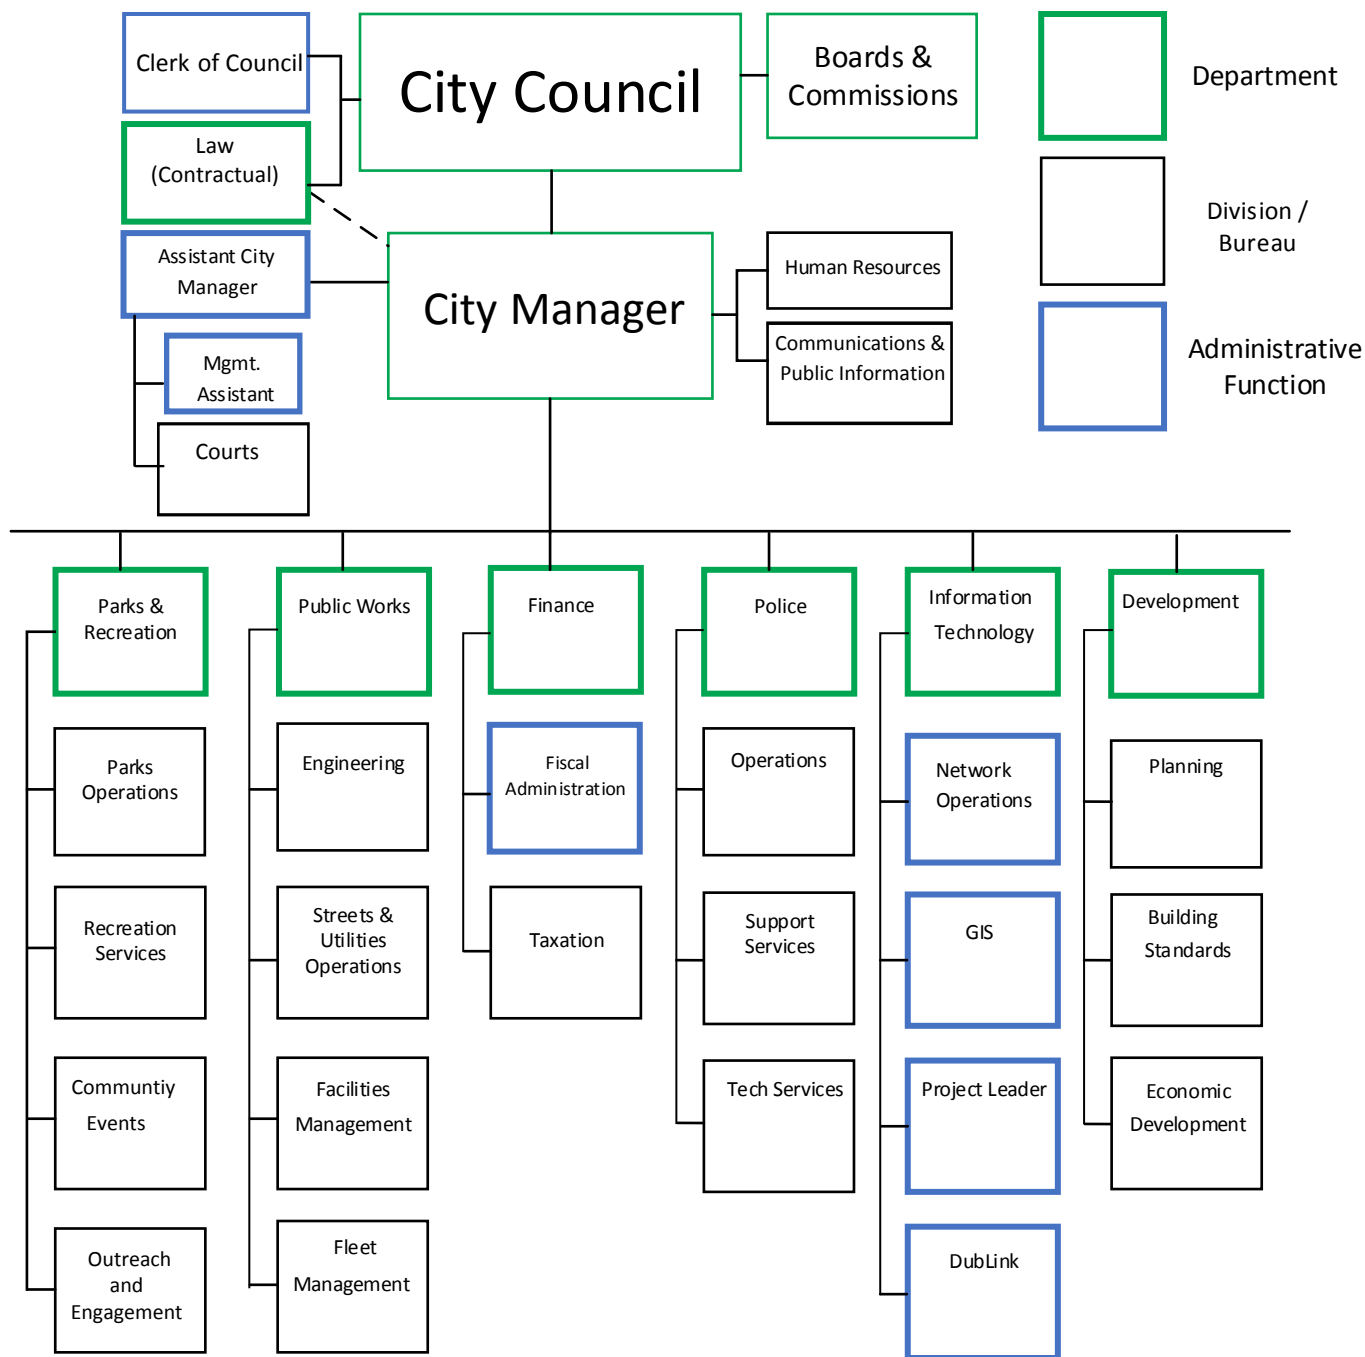 Clerk of Council
City Council
Boards &
Commissions
Department
Law
(Contractual)
Division /
Bureau
Assistant City
Manager
City Manager
Human Resources
Communications &
Public Information
Administrative
Function
Mgmt.
Assistant
Courts
Parks &
Recreation
Public Works
Finance
Police
Information
Technology
Development
Parks
Operations
Engineering
Fiscal
Administration
Operations
Network
Operations
Planning
Recreation
Services
Streets &
Utilities
Operations
Taxation
Support
Services
GIS
Building
Standards
Communtiy
Events
Facilities
Management
Tech Services
Project Leader
Economic
Development
Outreach
and
Engagement
Fleet
Management
DubLink